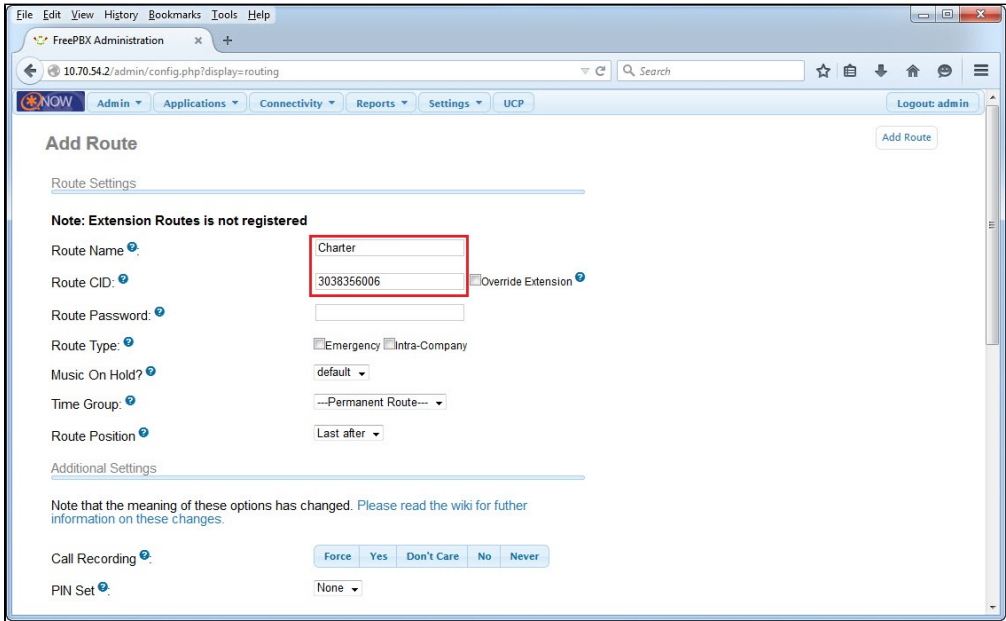 File Edit View History Bookmarks Tools Help
FreePBX Administration
10.70.54.2/admin/config.php?display=routing Search
NOW Admin Applications Connectivity Reports Settings UCP Logout: admin
Add Route Add Route
Route Settings
Note: Extension Routes is not registered
Route Name ?: Charter
Route CID: ? 3038356006 Override Extension ?
Route Password: ?
Route Type: ? Emergency Intra-Company
Music On Hold? ? default
Time Group: ? ---Permanent Route---
Route Position ? Last after
Additional Settings
Note that the meaning of these options has changed. Please read the wiki for futher
information on these changes.
Call Recording ?: Force Yes Don't Care No Never
PIN Set ?: None